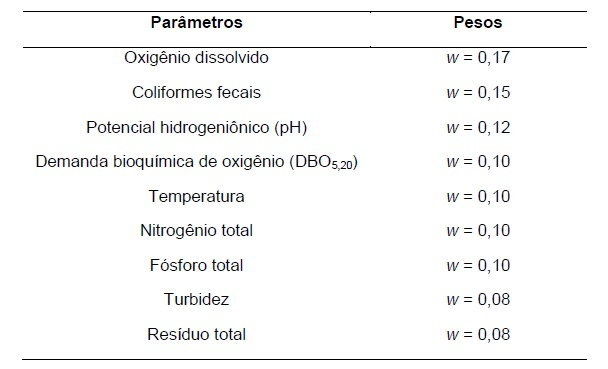 Parâmetros Pesos
Oxigênio dissolvido w = 0,17
Coliformes fecais w = 0,15
Potencial hidrogeniônico (pH) w = 0,12
Demanda bioquímica de oxigênio (DBO5,20) w = 0,10
Temperatura w = 0,10
Nitrogênio total w = 0,10
Fósforo total w = 0,10
Turbidez w = 0,08
Resíduo total w = 0,08